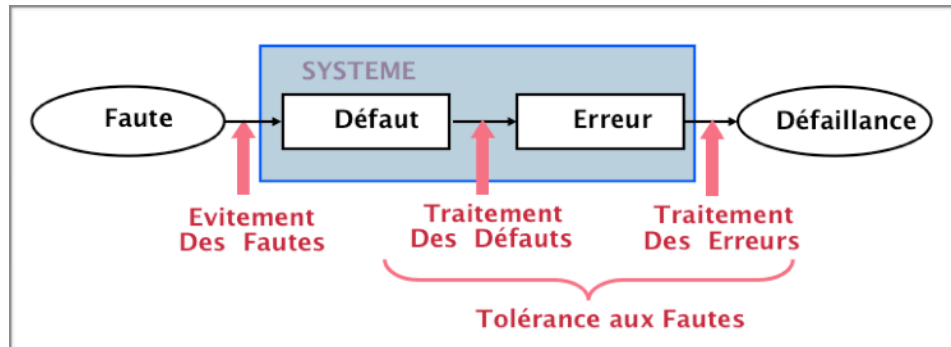 SYSTEME
Faute
Défaut
Erreur
Défaillance
Evitement
Des Fautes
Traitement
Des Défauts
Traitement
Des Erreurs
Tolérance aux Fautes